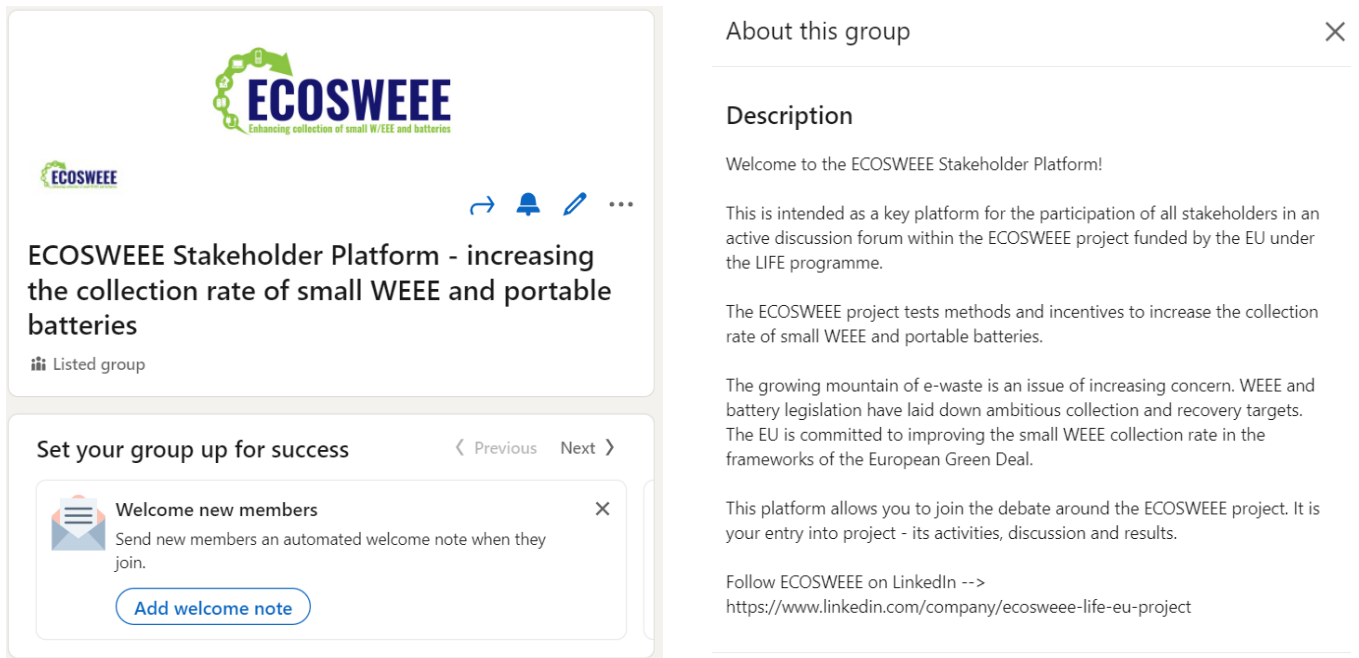 ECOSWEEE
Enhancing collection of small W/EEE and batteries
ECOSWEEE
ECOSWEEE Stakeholder Platform - increasing
the collection rate of small WEEE and portable
batteries
Listed group
Set your group up for success
Previous
Next
Welcome new members
Send new members an automated welcome note when they
join.
Add welcome note
About this group
Description
Welcome to the ECOSWEEE Stakeholder Platform!
This is intended as a key platform for the participation of all stakeholders in an
active discussion forum within the ECOSWEEE project funded by the EU under
the LIFE programme.
The ECOSWEEE project tests methods and incentives to increase the collection
rate of small WEEE and portable batteries.
The growing mountain of e-waste is an issue of increasing concern. WEEE and
battery legislation have laid down ambitious collection and recovery targets.
The EU is committed to improving the small WEEE collection rate in the
frameworks of the European Green Deal.
This platform allows you to join the debate around the ECOSWEEE project. It is
your entry into project - its activities, discussion and results.
Follow ECOSWEEE on LinkedIn -->
https://www.linkedin.com/company/ecosweee-life-eu-project